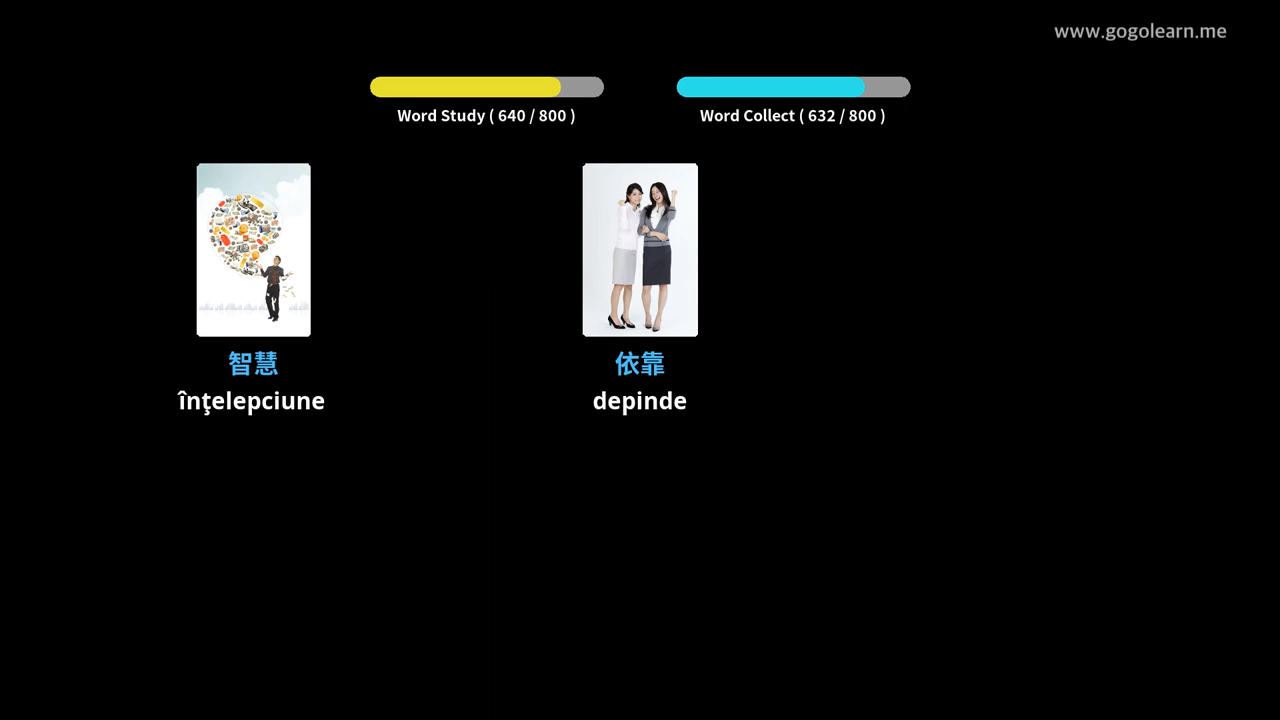 www.gogolearn.me
Word Study ( 640 / 800 )
Word Collect ( 632 / 800 )
智慧
înţelepciune
依靠
depinde